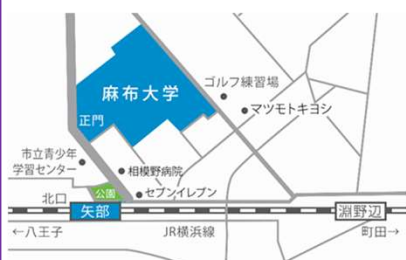 麻布大学
ゴルフ練習場
マツモトキヨシ
正門
市立青少年
学習センター
相模野病院
公園
セブンイレブン
北口
矢部
淵野辺
←八王子
JR横浜線
町田→